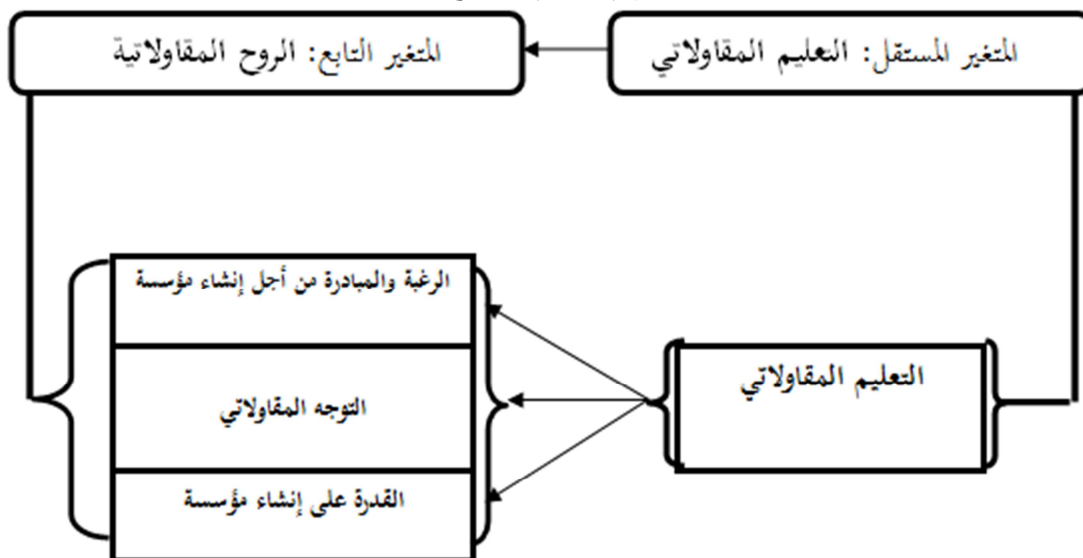 المتغير المستقل: التعليم المقاولاتي
المتغير التابع: الروح المقاولاتية
التعليم المقاولاتي
الرغبة والمبادرة من أجل إنشاء مؤسسة
التوجه المقاولاتي
القدرة على إنشاء مؤسسة